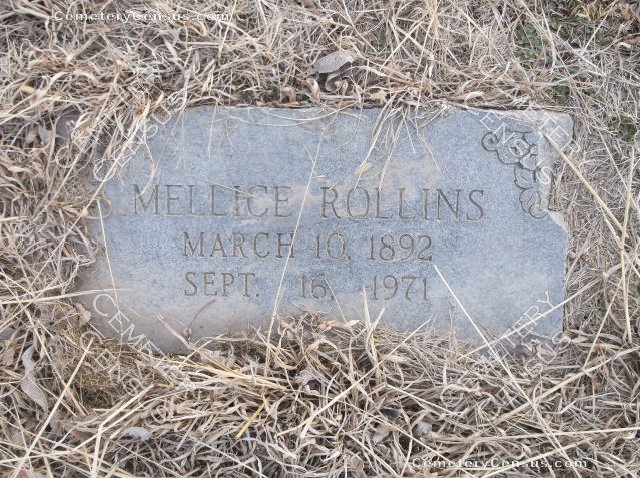 CemeteryCensus.com
S. MELLICE ROLLINS
MARCH 10, 1892
SEPT. 16, 1971
CemeteryCensus.com